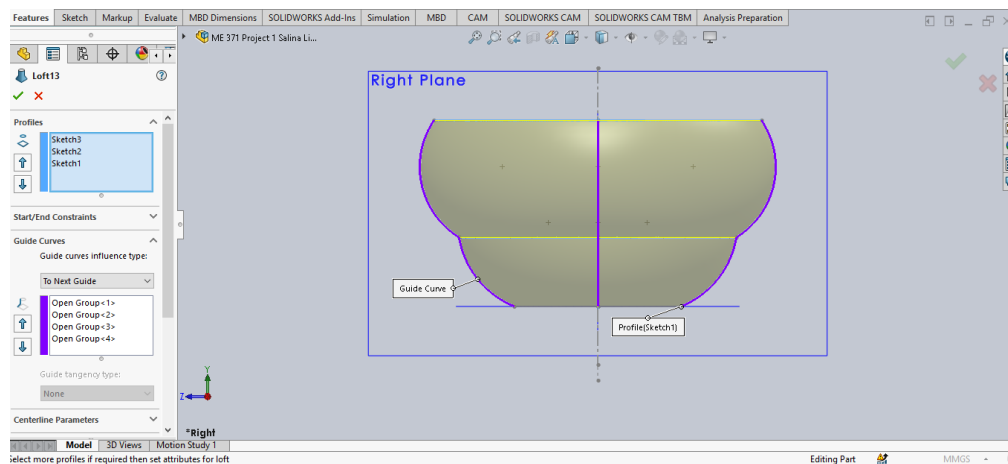 Features Sketch Markup Evaluate MBD Dimensions SOLIDWORKS Add-Ins Simulation MBD CAM SOLIDWORKS CAM SOLIDWORKS CAM TBM Analysis Preparation
ME 371 Project 1 Salina Li...
Loft13
Right Plane
Profiles
Sketch3
Sketch2
Sketch1
Start/End Constraints
Guide Curves
Guide curves influence type:
To Next Guide
Open Group<1>
Open Group<2>
Open Group<3>
Open Group<4>
Guide Curve
Profile(Sketch1)
Guide tangency type:
None
Y
Z
Centerline Parameters
*Right
Model 3D Views Motion Study 1
Select more profiles if required then set attributes for loft Editing Part MMGS